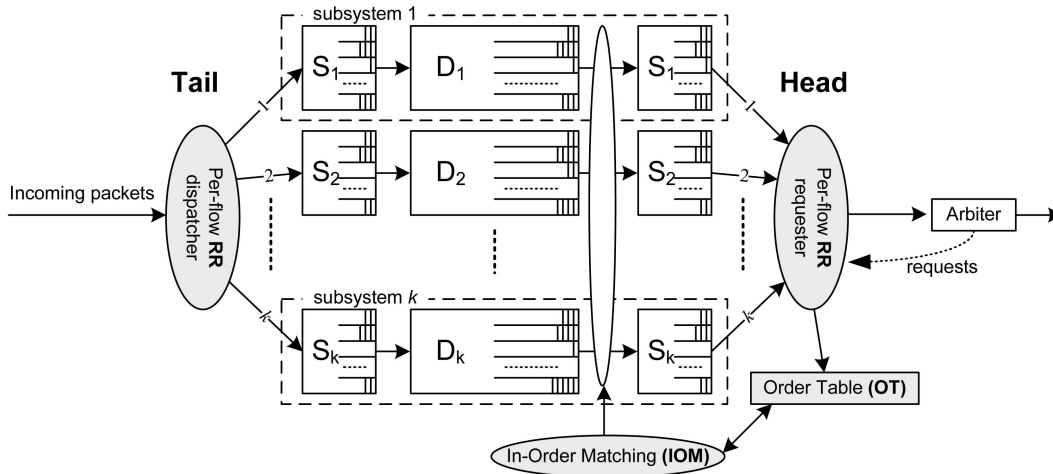 subsystem 1
S1
D1
S1
Tail
Head
1
1
Per-flow RR
dispatcher
S2
D2
S2
2
2
Per-flow RR
requester
Incoming packets
Arbiter
requests
subsystem k
k
k
Sk
Dk
Sk
Order Table (OT)
In-Order Matching (IOM)